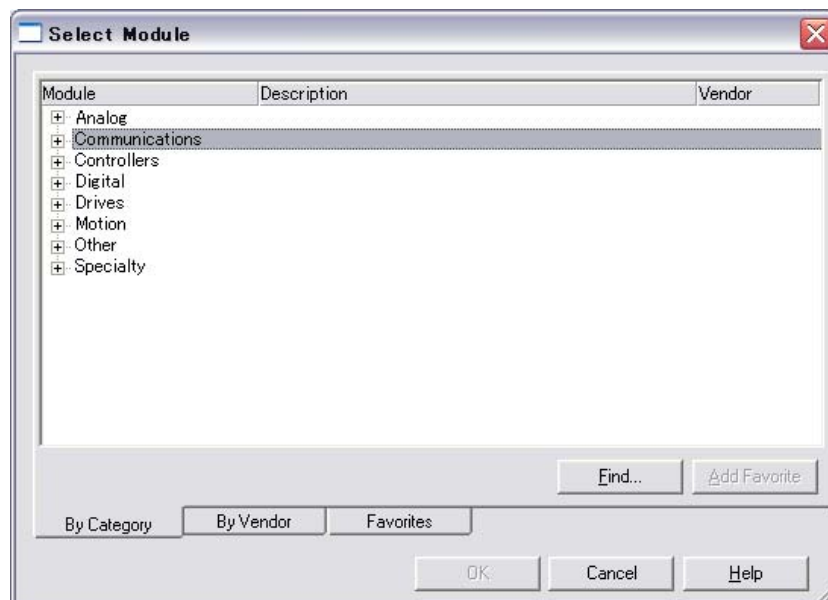 Select Module
Module Description Vendor
Analog
Communications
Controllers
Digital
Drives
Motion
Other
Specialty
Find... Add Favorite
By Category By Vendor Favorites
OK Cancel Help